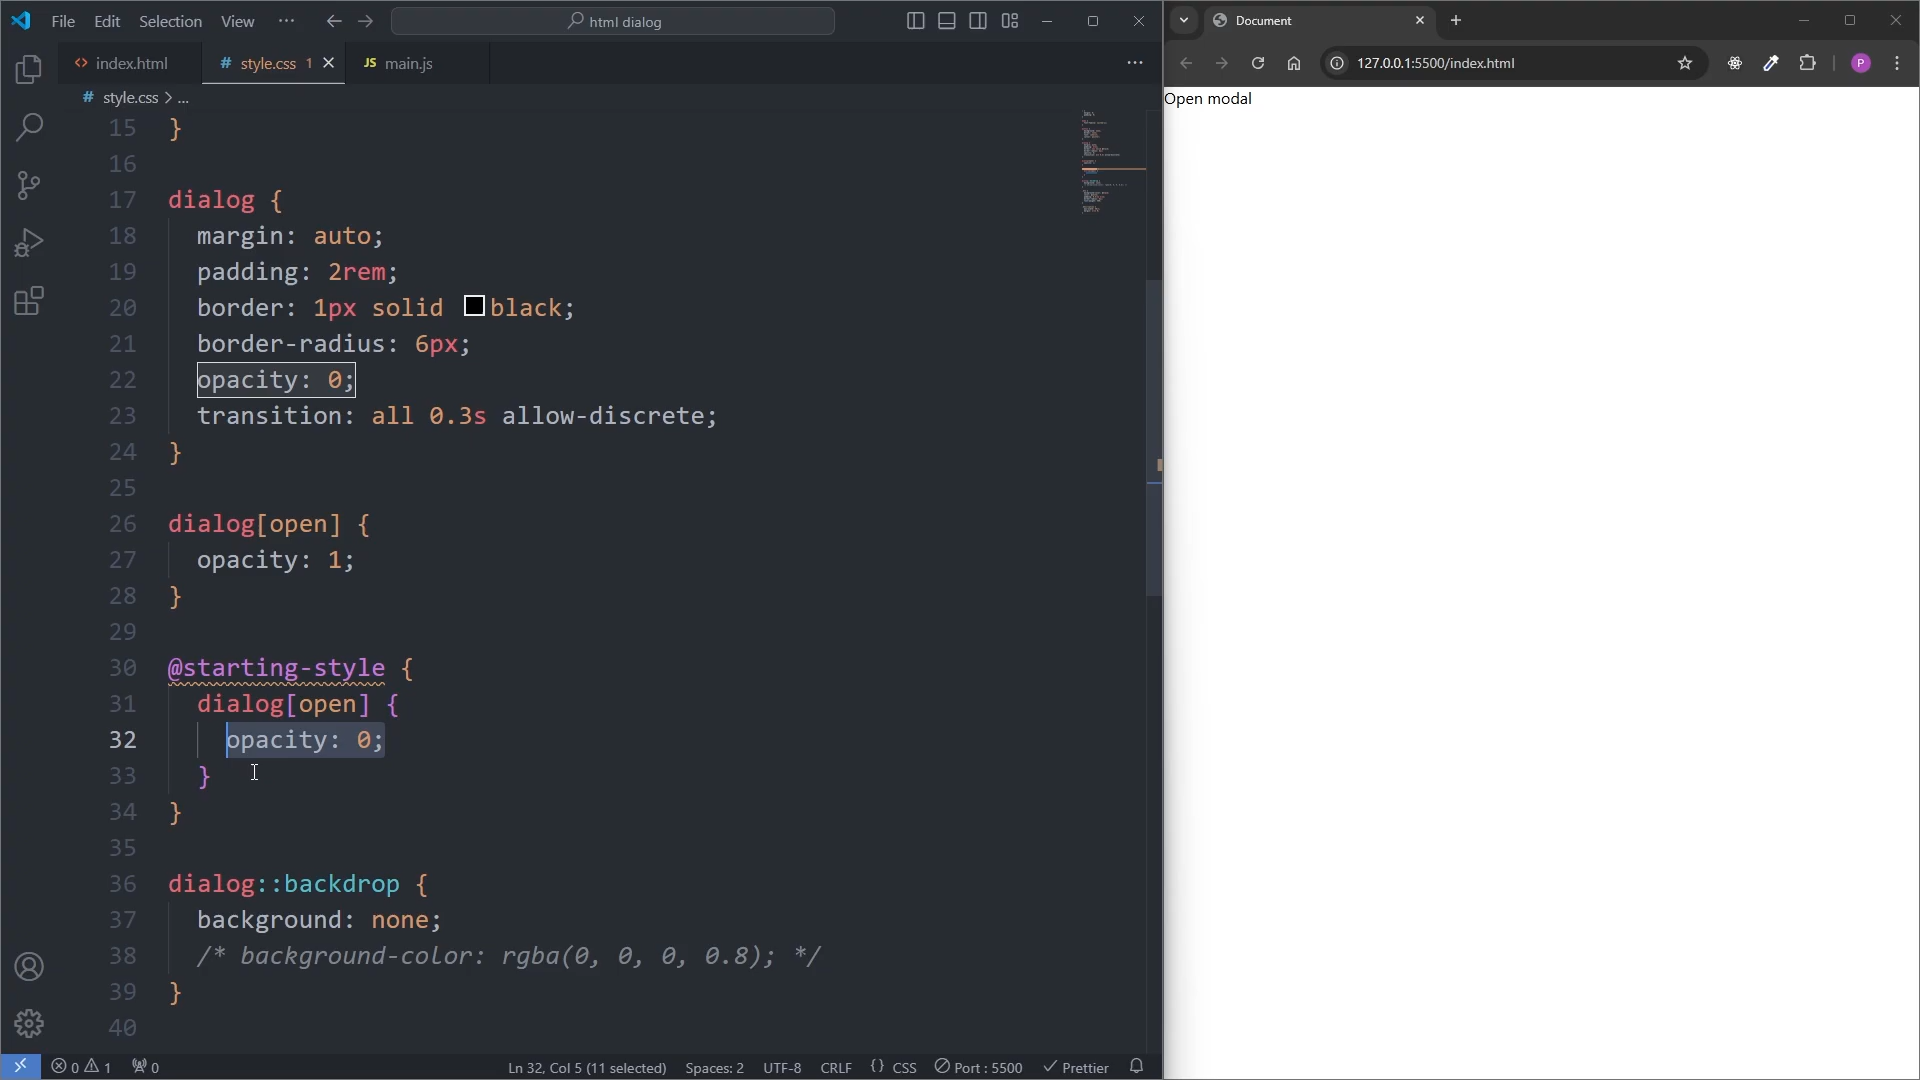 File Edit Selection View ··· html dialog
index.html # style.css 1 JS main.js ···
# style.css > ...
15 }
16
17 dialog {
18 margin: auto;
19 padding: 2rem;
20 border: 1px solid black;
21 border-radius: 6px;
22 opacity: 0;
23 transition: all 0.3s allow-discrete;
24 }
25
26 dialog[open] {
27 opacity: 1;
28 }
29
30 @starting-style {
31 dialog[open] {
32 opacity: 0;
33 }
34 }
35
36 dialog::backdrop {
37 background: none;
38 /* background-color: rgba(0, 0, 0, 0.8); */
39 }
40
0 1 0 Ln 32, Col 5 (11 selected) Spaces: 2 UTF-8 CRLF {} CSS Port : 5500 Prettier
Document
127.0.0.1:5500/index.html P
Open modal